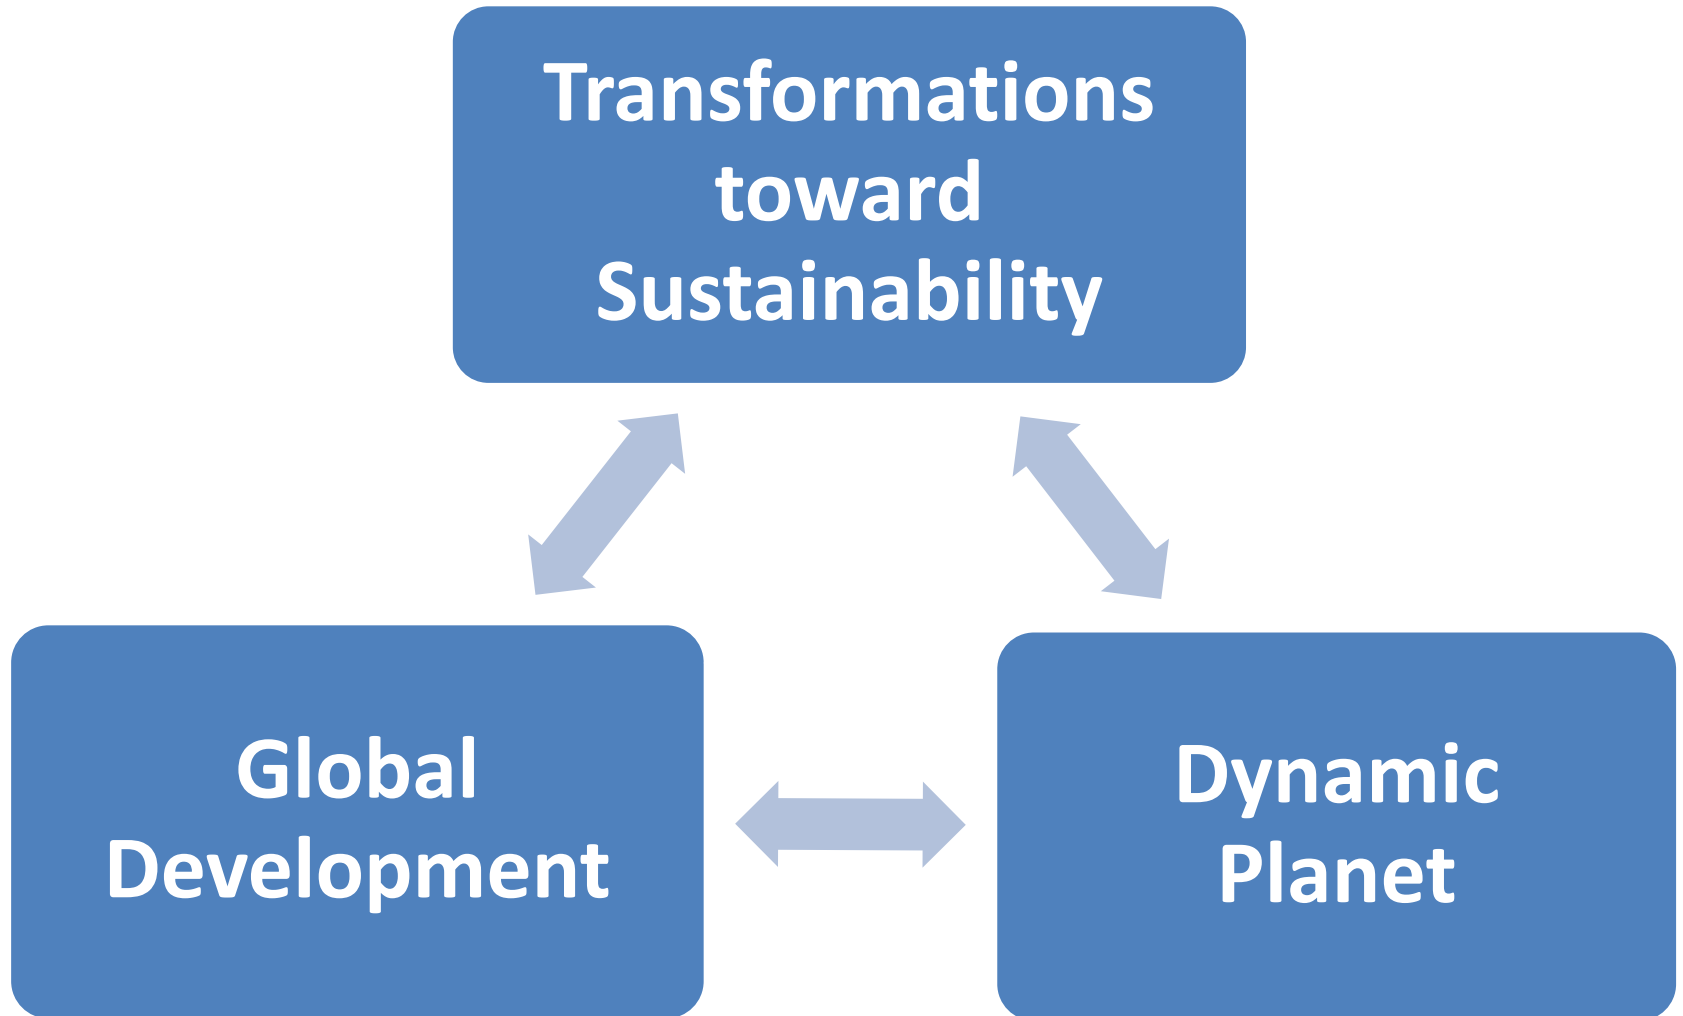 Transformations
toward
Sustainability
Global
Development
Dynamic
Planet